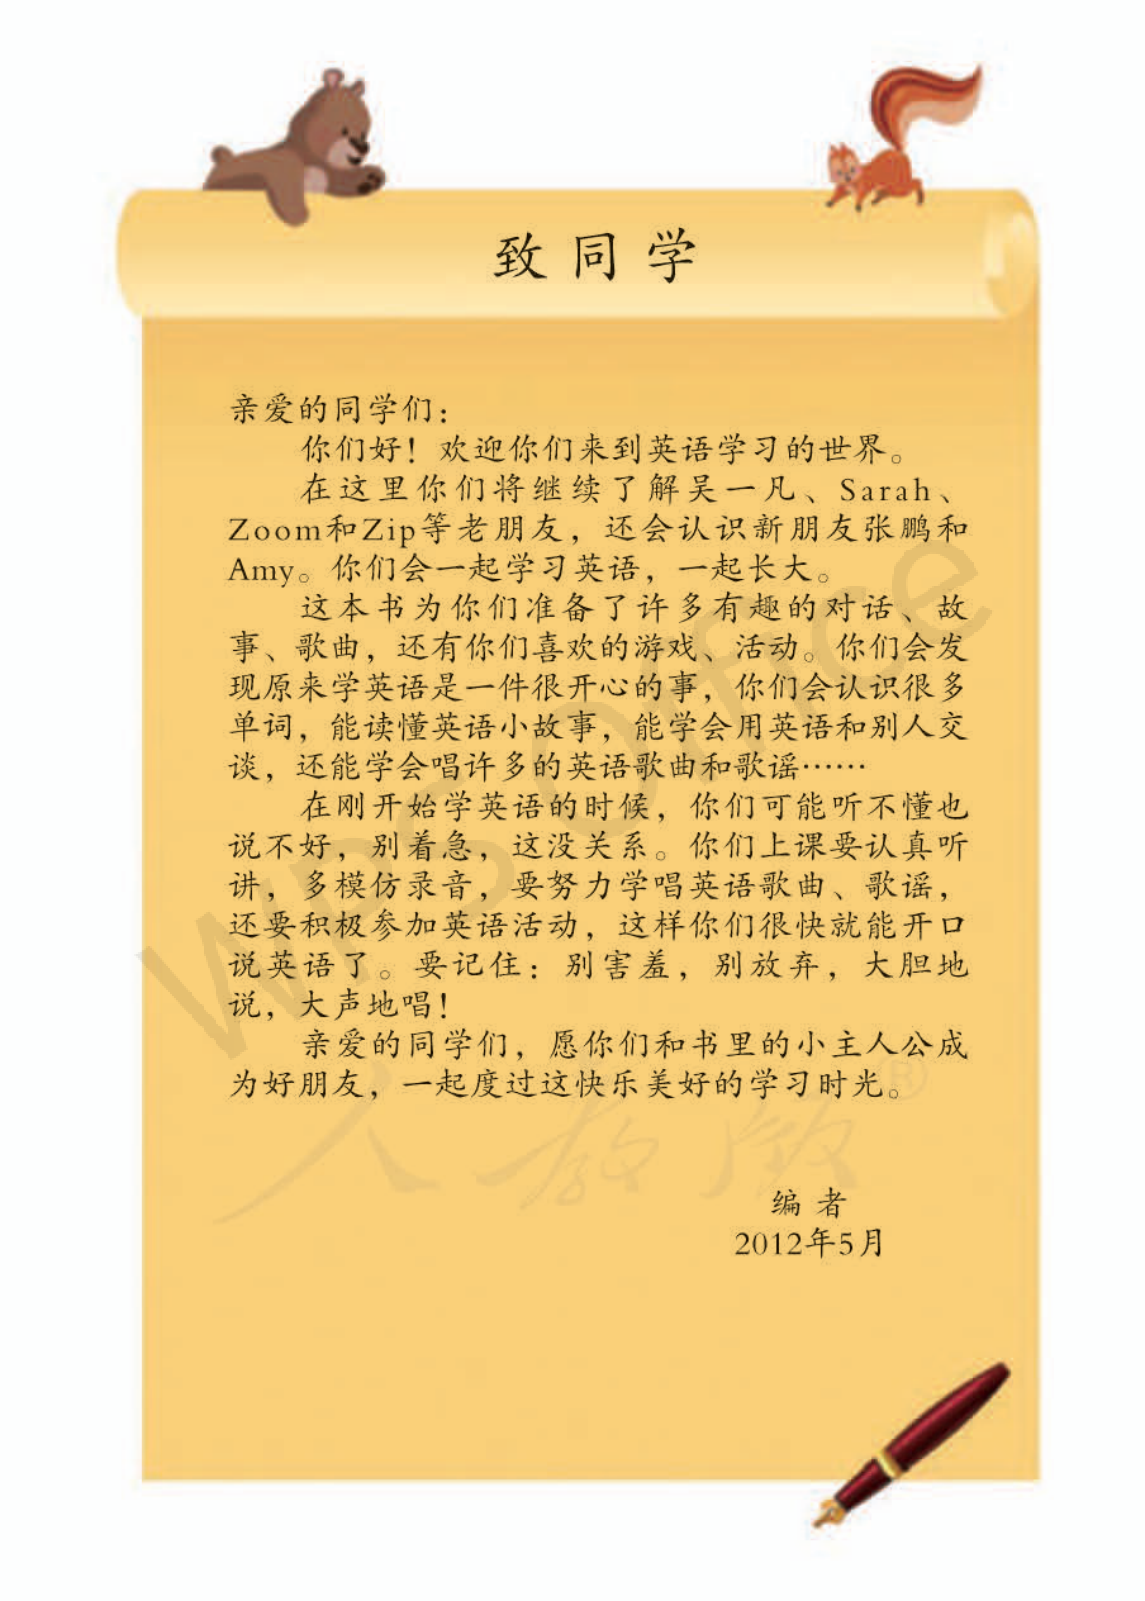 致同学
亲爱的同学们：
你们好！欢迎你们来到英语学习的世界。
在这里你们将继续了解吴一凡、Sarah、
Zoom和Zip等老朋友，还会认识新朋友张鹏和
Amy。你们会一起学习英语，一起长大。
这本书为你们准备了许多有趣的对话、故
事、歌曲，还有你们喜欢的游戏、活动。你们会发
现原来学英语是一件很开心的事，你们会认识很多
单词，能读懂英语小故事，能学会用英语和别人交
谈，还能学会唱许多的英语歌曲和歌谣……
在刚开始学英语的时候，你们可能听不懂也
说不好，别着急，这没关系。你们上课要认真听
讲，多模仿录音，要努力学唱英语歌曲、歌谣，
还要积极参加英语活动，这样你们很快就能开口
说英语了。要记住：别害羞，别放弃，大胆地
说，大声地唱！
亲爱的同学们，愿你们和书里的小主人公成
为好朋友，一起度过这快乐美好的学习时光。
编者
2012年5月
WPS Office
人教版®